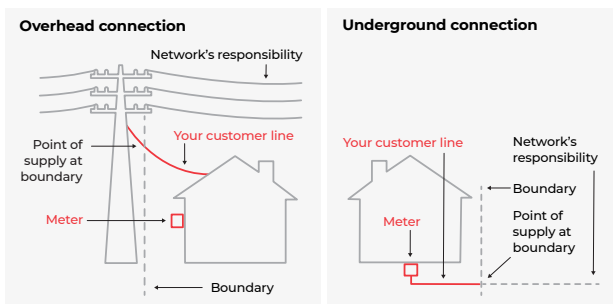 Overhead connection
Network's responsibility
Your customer line
Point of
supply at
boundary
Meter
Boundary
Underground connection
Your customer line
Network's
responsibility
Boundary
Meter
Point of
supply at
boundary